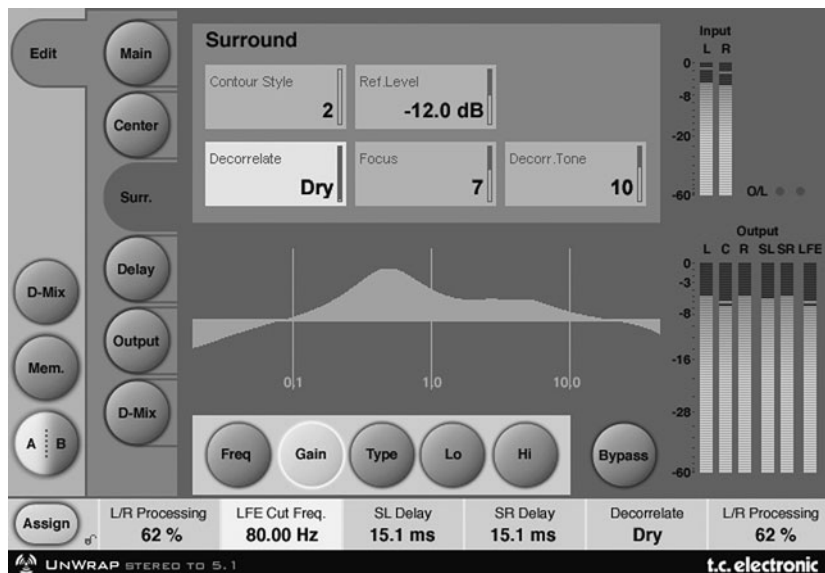 Edit
Main
Center
Surr.
Delay
Output
D-Mix
D-Mix
Mem.
A B
Surround
Contour Style
2
Ref.Level
-12.0 dB
Decorrelate
Dry
Focus
7
Decorr.Tone
10
0,1 1,0 10,0
Freq Gain Type Lo Hi Bypass
Input
L R
0
-8
-20
-60
O/L
Output
L C R SL SR LFE
0
-3
-8
-16
-28
-60
Assign
L/R Processing
62 %
LFE Cut Freq.
80.00 Hz
SL Delay
15.1 ms
SR Delay
15.1 ms
Decorrelate
Dry
L/R Processing
62 %
UNWRAP STEREO TO 5.1
t.c. electronic